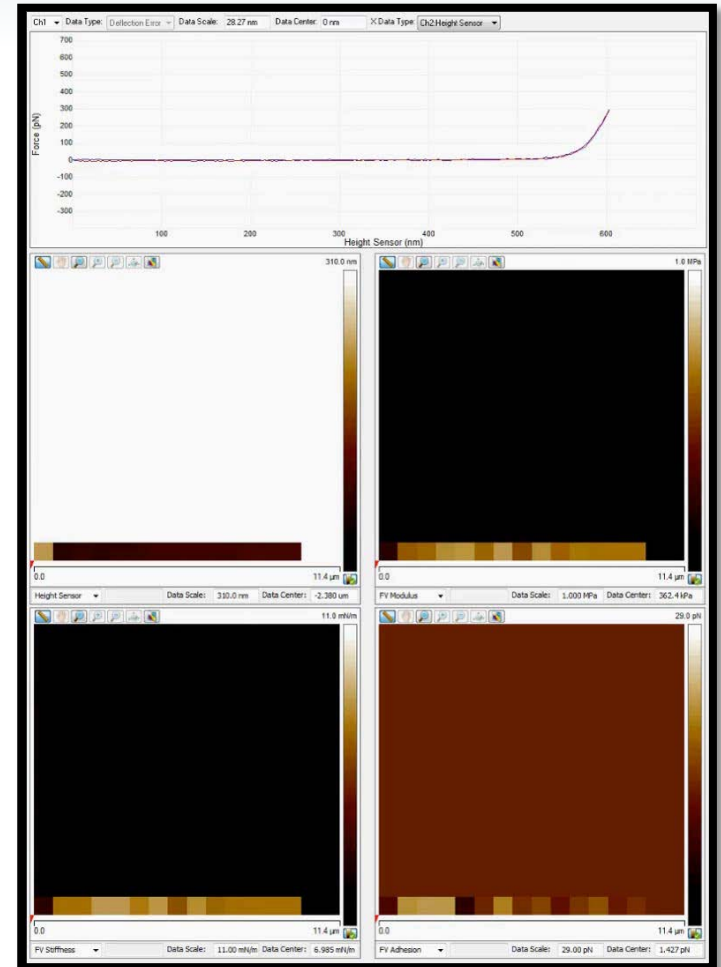 Ch1 Data Type: Deflection Error Data Scale: 28.27 nm Data Center: 0 nm X Data Type: Ch2:Height Sensor
700
600
500
400
300
200
100
0
-100
-200
-300
Force (pN)
100 200 300 400 500 600
Height Sensor (nm)
310.0 nm
0.0 11.4 µm
Height Sensor Data Scale: 310.0 nm Data Center: -2.380 um
1.0 MPa
0.0 11.4 µm
FV Modulus Data Scale: 1.000 MPa Data Center: 362.4 kPa
11.0 mN/m
0.0 11.4 µm
FV Stiffness Data Scale: 11.00 mN/m Data Center: 6.985 mN/m
29.0 pN
0.0 11.4 µm
FV Adhesion Data Scale: 29.00 pN Data Center: 1.427 pN